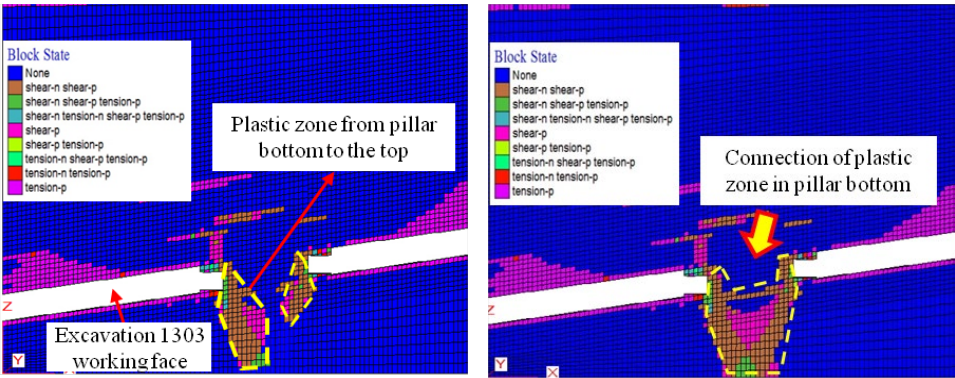 Block State
None
shear-n shear-p
shear-n shear-p tension-p
shear-n tension-n shear-p tension-p
shear-p
shear-p tension-p
tension-n shear-p tension-p
tension-n tension-p
tension-p
Plastic zone from pillar
bottom to the top
Excavation 1303
working face
Z
Y
X
Block State
None
shear-n shear-p
shear-n shear-p tension-p
shear-n tension-n shear-p tension-p
shear-p
shear-p tension-p
tension-n shear-p tension-p
tension-n tension-p
tension-p
Connection of plastic
zone in pillar bottom
Z
Y
X